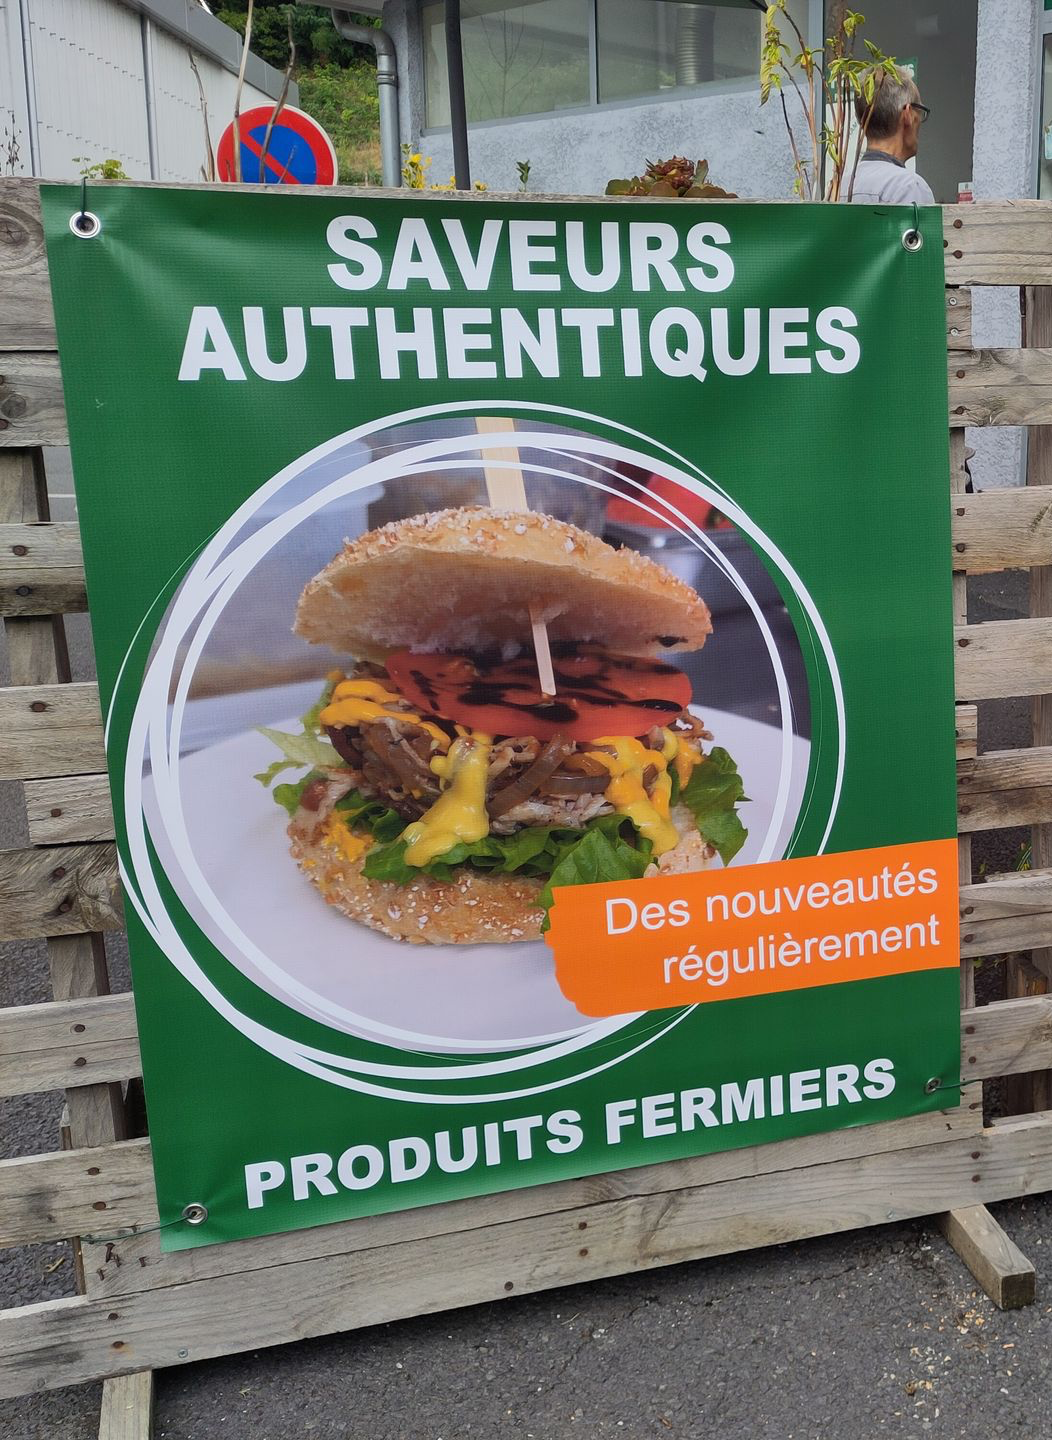 SAVEURS
AUTHENTIQUES
Des nouveautés
régulièrement
PRODUITS FERMIERS